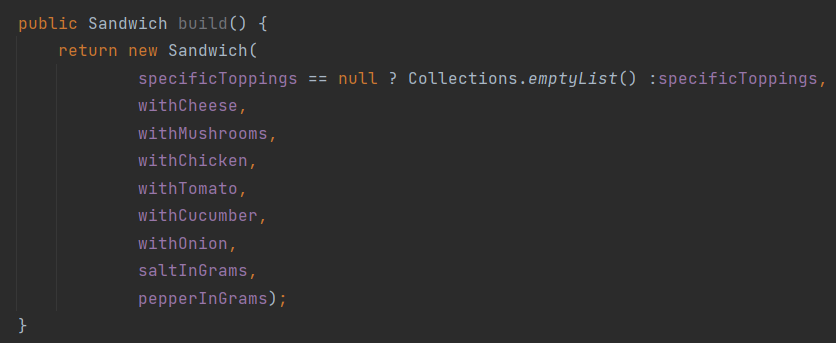 public Sandwich build() {
return new Sandwich(
specificToppings == null ? Collections.emptyList() :specificToppings,
withCheese,
withMushrooms,
withChicken,
withTomato,
withCucumber,
withOnion,
saltInGrams,
pepperInGrams);
}